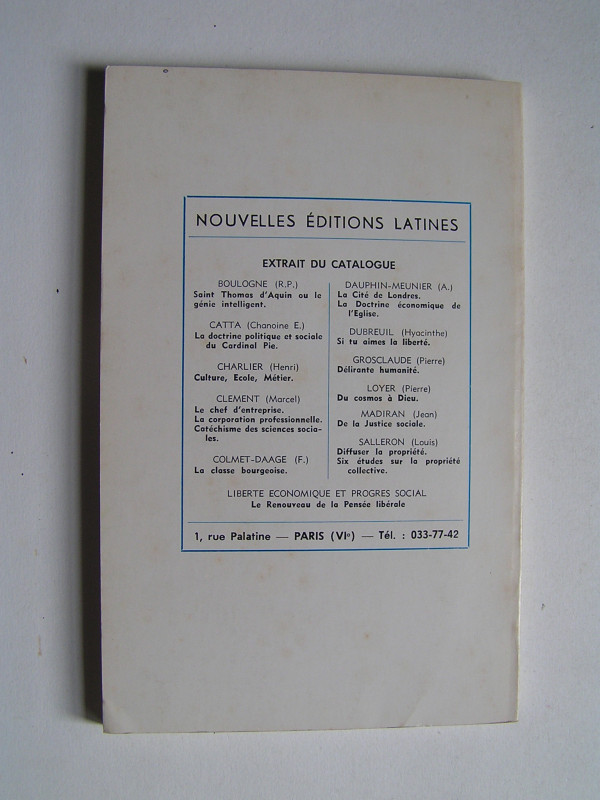 NOUVELLES ÉDITIONS LATINES
EXTRAIT DU CATALOGUE
BOULOGNE (R.P.)
Saint Thomas d'Aquin ou le
génie intelligent.
CATTA (Chanoine E.)
La doctrine politique et sociale
du Cardinal Pie.
CHARLIER (Henri)
Culture, Ecole, Métier.
CLEMENT (Marcel)
Le chef d'entreprise.
La corporation professionnelle.
Catéchisme des sciences socia-
les.
COLMET-DAAGE (F.)
La classe bourgeoise.
DAUPHIN-MEUNIER (A.)
La Cité de Londres.
La Doctrine économique de
l'Eglise.
DUBREUIL (Hyacinthe)
Si tu aimes la liberté.
GROSCLAUDE (Pierre)
Délirante humanité.
LOYER (Pierre)
Du cosmos à Dieu.
MADIRAN (Jean)
De la Justice sociale.
SALLERON (Louis)
Diffuser la propriété.
Six études sur la propriété
collective.
LIBERTE ECONOMIQUE ET PROGRES SOCIAL
Le Renouveau de la Pensée libérale
1, rue Palatine — PARIS (VIe) — Tél. : 033-77-42